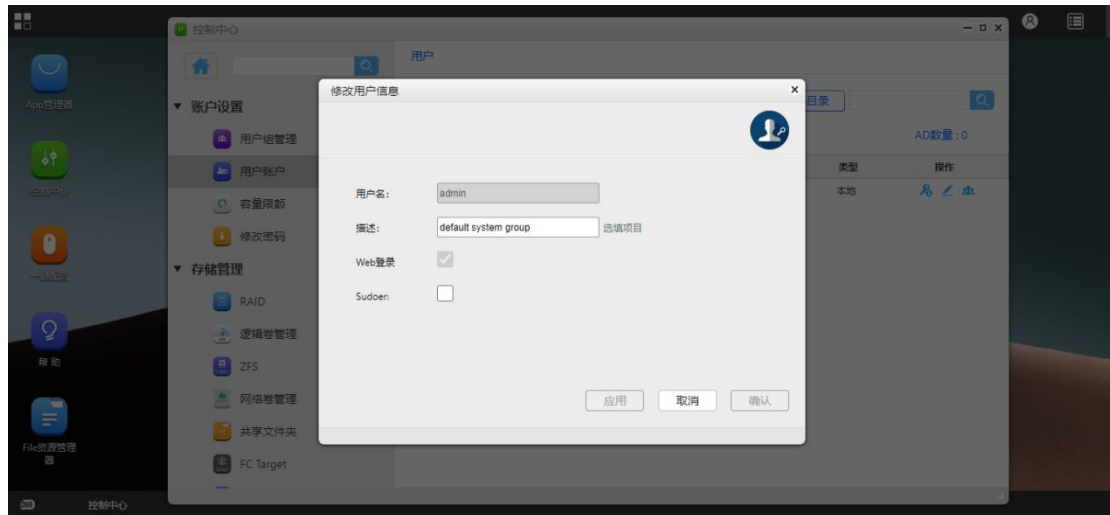 控制中心
用户
App管理器
账户设置
用户组管理
用户账户
容量限额
修改密码
存储管理
RAID
逻辑卷管理
ZFS
网络卷管理
共享文件夹
FC Target
控制中心
帮 助
File资源管理
器
目录
AD数量 : 0
类型
操作
本地
修改用户信息
用户名:
admin
描述:
default system group
选填项目
Web登录
Sudoer:
应用
取消
确认
控制中心